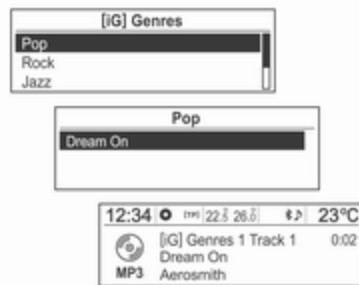 [iG] Genres
Pop
Rock
Jazz
Pop
Dream On
12:34 [TP] 22.5 26.0 23°C
[iG] Genres 1 Track 1 0:02
Dream On
MP3 Aerosmith